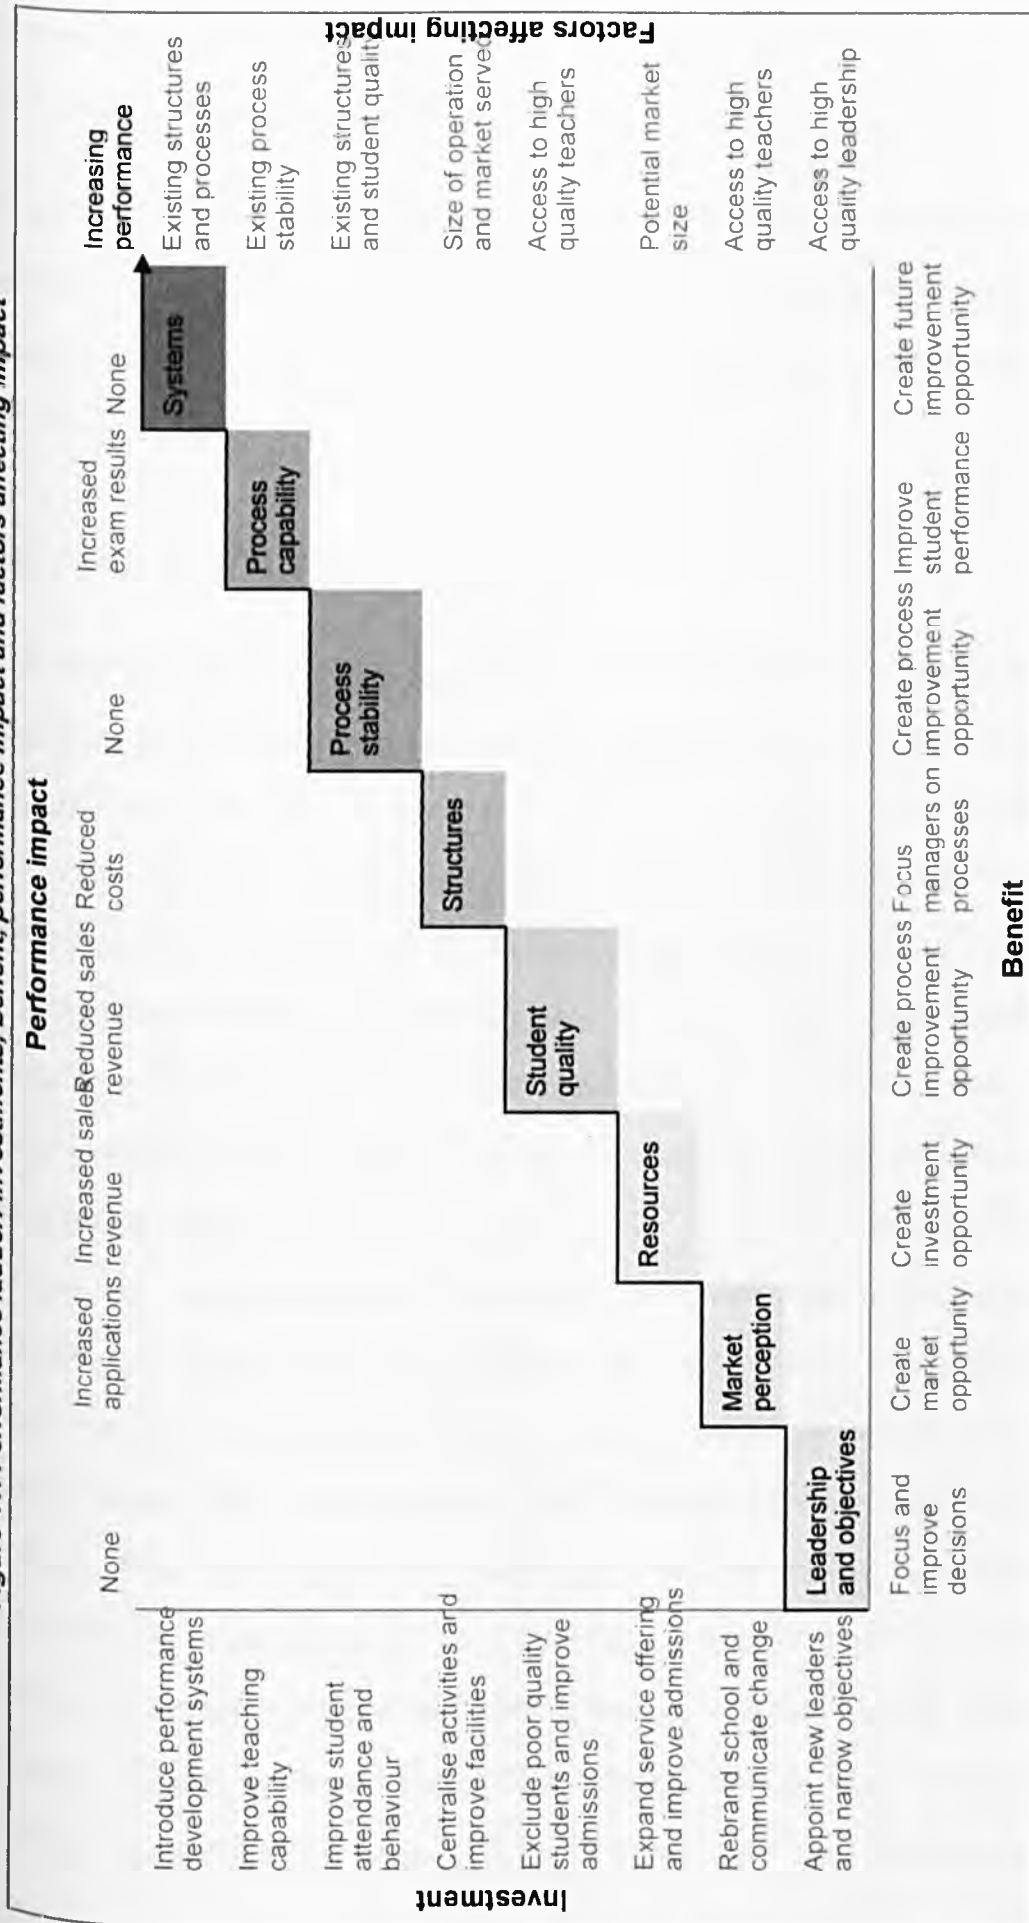 Performance impact
None
Increased
applications
Increased sales
revenue
Reduced sales
revenue
Reduced
costs
None
Increased
exam results
None
Increasing
performance
Investment
Introduce performance
development systems
Systems
Existing structures
and processes
Improve teaching
capability
Process
capability
Existing process
stability
Improve student
attendance and
behaviour
Process
stability
Existing structures
and student quality
Centralise activities and
improve facilities
Structures
Size of operation
and market served
Exclude poor quality
students and improve
admissions
Student
quality
Access to high
quality teachers
Expand service offering
and improve admissions
Resources
Potential market
size
Rebrand school and
communicate change
Market
perception
Access to high
quality teachers
Appoint new leaders
and narrow objectives
Leadership
and objectives
Access to high
quality leadership
Factors affecting impact
Focus and
improve
decisions
Create
market
opportunity
Create
investment
opportunity
Create process
improvement
opportunity
Focus
managers on
processes
Create process
improvement
opportunity
Improve
student
performance
Create future
improvement
opportunity
Benefit